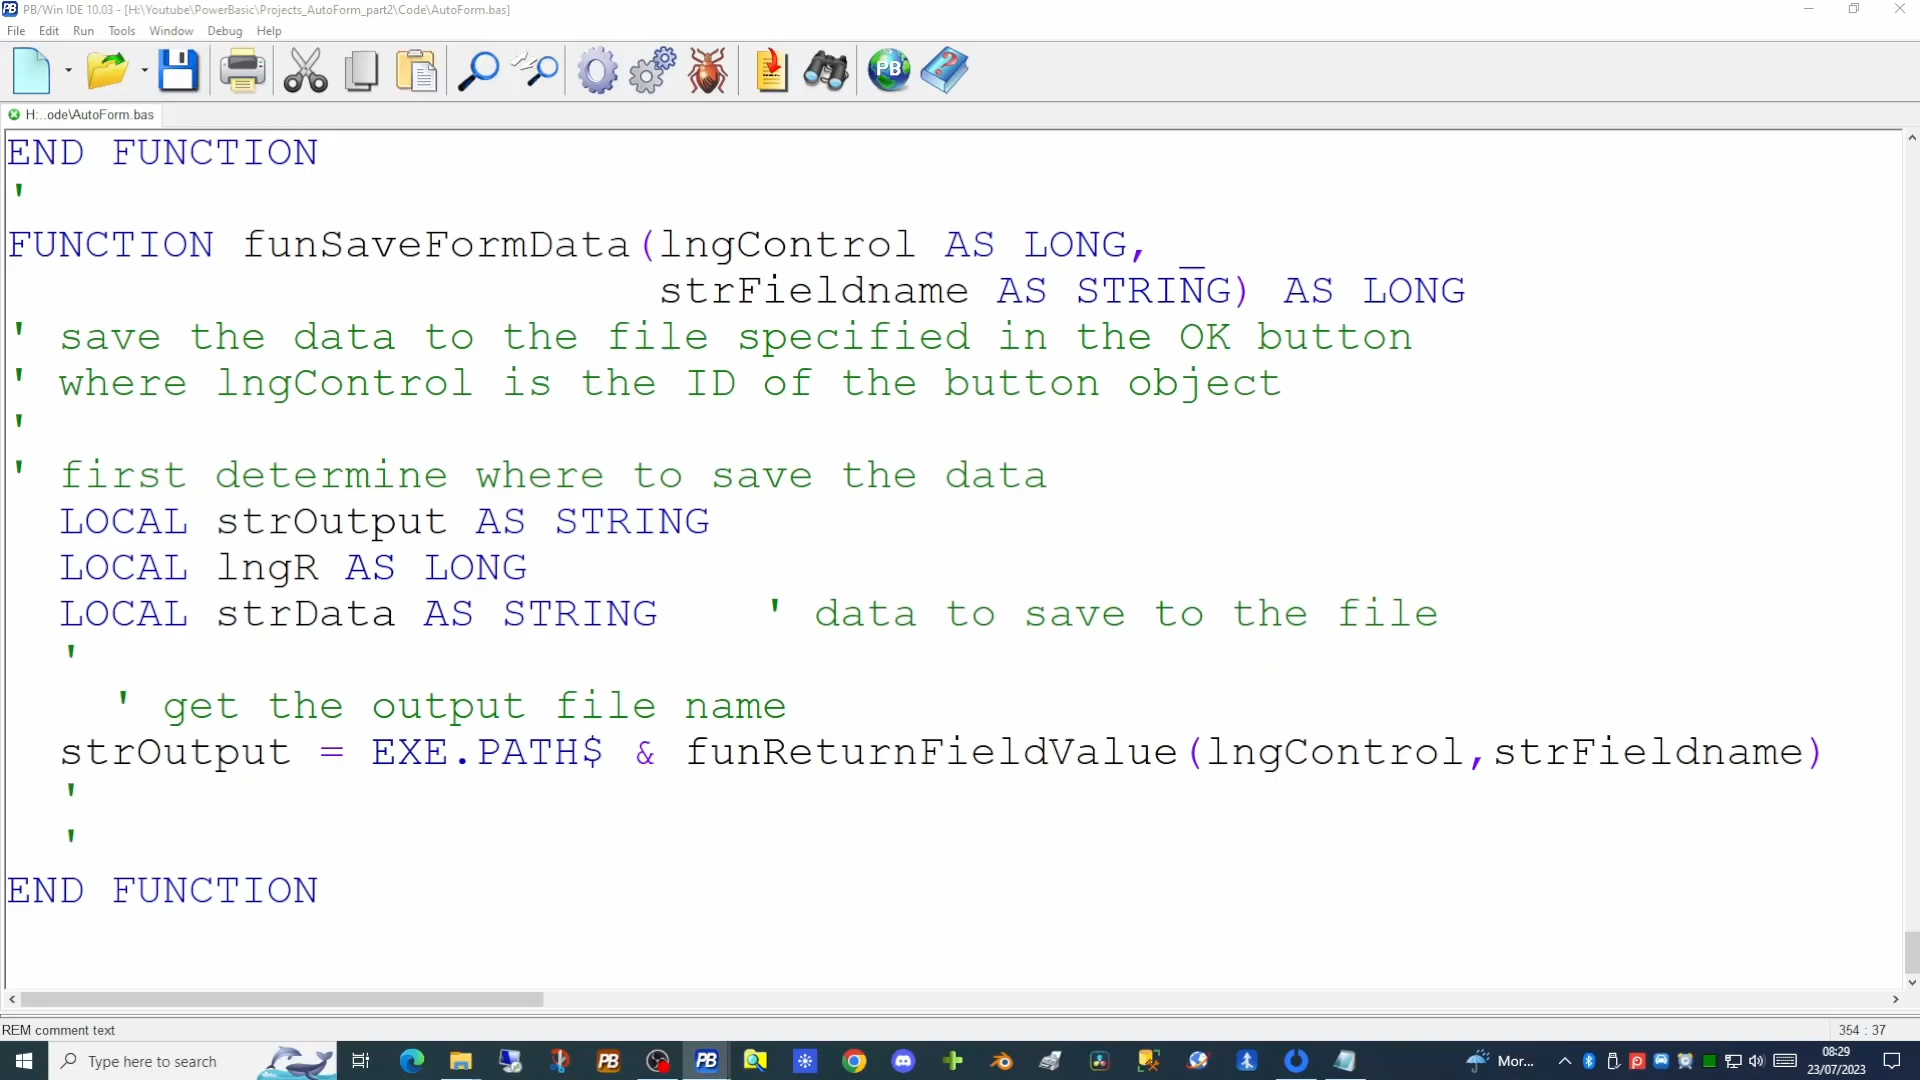 PB/Win IDE 10.03 - [H:\Youtube\PowerBasic\Projects_AutoForm_part2\Code\AutoForm.bas]
File Edit Run Tools Window Debug Help
H:..ode\AutoForm.bas
END FUNCTION
'
FUNCTION funSaveFormData(lngControl AS LONG, _
strFieldname AS STRING) AS LONG
' save the data to the file specified in the OK button
' where lngControl is the ID of the button object
'
' first determine where to save the data
LOCAL strOutput AS STRING
LOCAL lngR AS LONG
LOCAL strData AS STRING ' data to save to the file
'
' get the output file name
strOutput = EXE.PATH$ & funReturnFieldValue(lngControl,strFieldname)
'
'
END FUNCTION
REM comment text
354 : 37
Type here to search
Mor...
08:29
23/07/2023